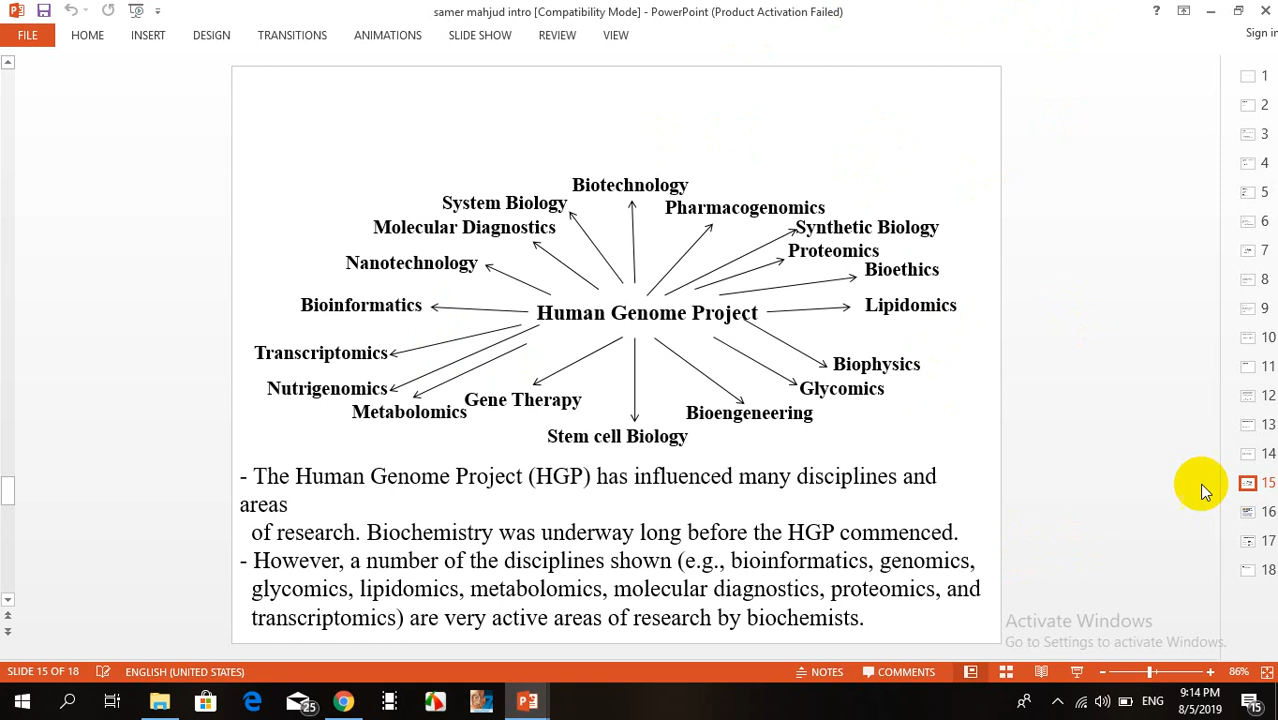 samer mahjud intro [Compatibility Mode] - PowerPoint (Product Activation Failed)
?
FILE HOME INSERT DESIGN TRANSITIONS ANIMATIONS SLIDE SHOW REVIEW VIEW
Sign in
Biotechnology
System Biology
Pharmacogenomics
Molecular Diagnostics
Synthetic Biology
Proteomics
Nanotechnology
Bioethics
Bioinformatics
Human Genome Project
Lipidomics
Transcriptomics
Biophysics
Nutrigenomics
Glycomics
Metabolomics
Gene Therapy
Bioengeneering
Stem cell Biology
- The Human Genome Project (HGP) has influenced many disciplines and
areas
of research. Biochemistry was underway long before the HGP commenced.
- However, a number of the disciplines shown (e.g., bioinformatics, genomics,
glycomics, lipidomics, metabolomics, molecular diagnostics, proteomics, and
transcriptomics) are very active areas of research by biochemists.
1
2
3
4
5
6
7
8
9
10
11
12
13
14
15
16
17
18
Activate Windows
Go to Settings to activate Windows.
SLIDE 15 OF 18 ENGLISH (UNITED STATES) NOTES COMMENTS 86%
25
ENG
9:14 PM
8/5/2019
15